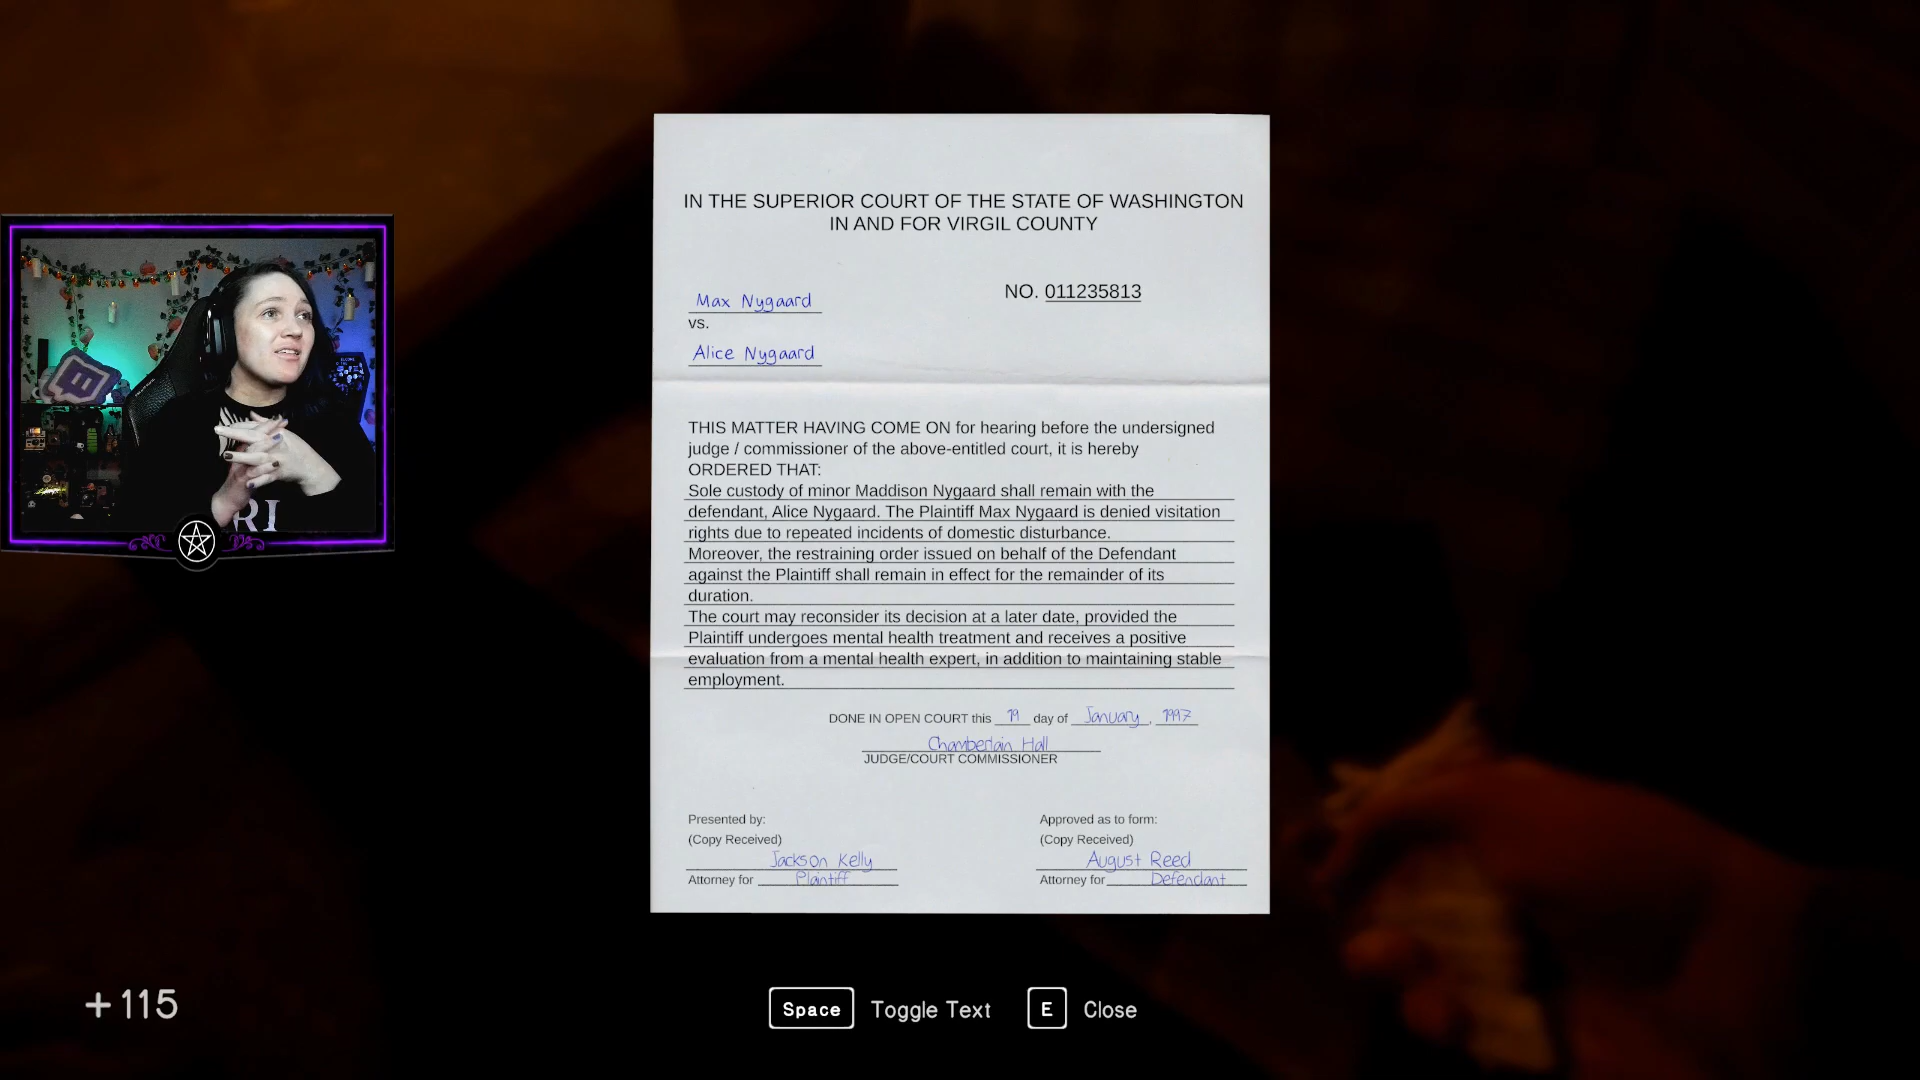 IN THE SUPERIOR COURT OF THE STATE OF WASHINGTON
IN AND FOR VIRGIL COUNTY
Max Nygaard
NO. 011235813
vs.
Alice Nygaard
THIS MATTER HAVING COME ON for hearing before the undersigned
judge / commissioner of the above-entitled court, it is hereby
ORDERED THAT:
Sole custody of minor Maddison Nygaard shall remain with the
defendant, Alice Nygaard. The Plaintiff Max Nygaard is denied visitation
rights due to repeated incidents of domestic disturbance.
Moreover, the restraining order issued on behalf of the Defendant
against the Plaintiff shall remain in effect for the remainder of its
duration.
The court may reconsider its decision at a later date, provided the
Plaintiff undergoes mental health treatment and receives a positive
evaluation from a mental health expert, in addition to maintaining stable
employment.
DONE IN OPEN COURT this 19 day of January, 1997
Chamberlain Hall
JUDGE/COURT COMMISSIONER
Presented by:
(Copy Received)
Jackson Kelly
Attorney for Plaintiff
Approved as to form:
(Copy Received)
August Reed
Attorney for Defendant
RI
+115
Space Toggle Text E Close